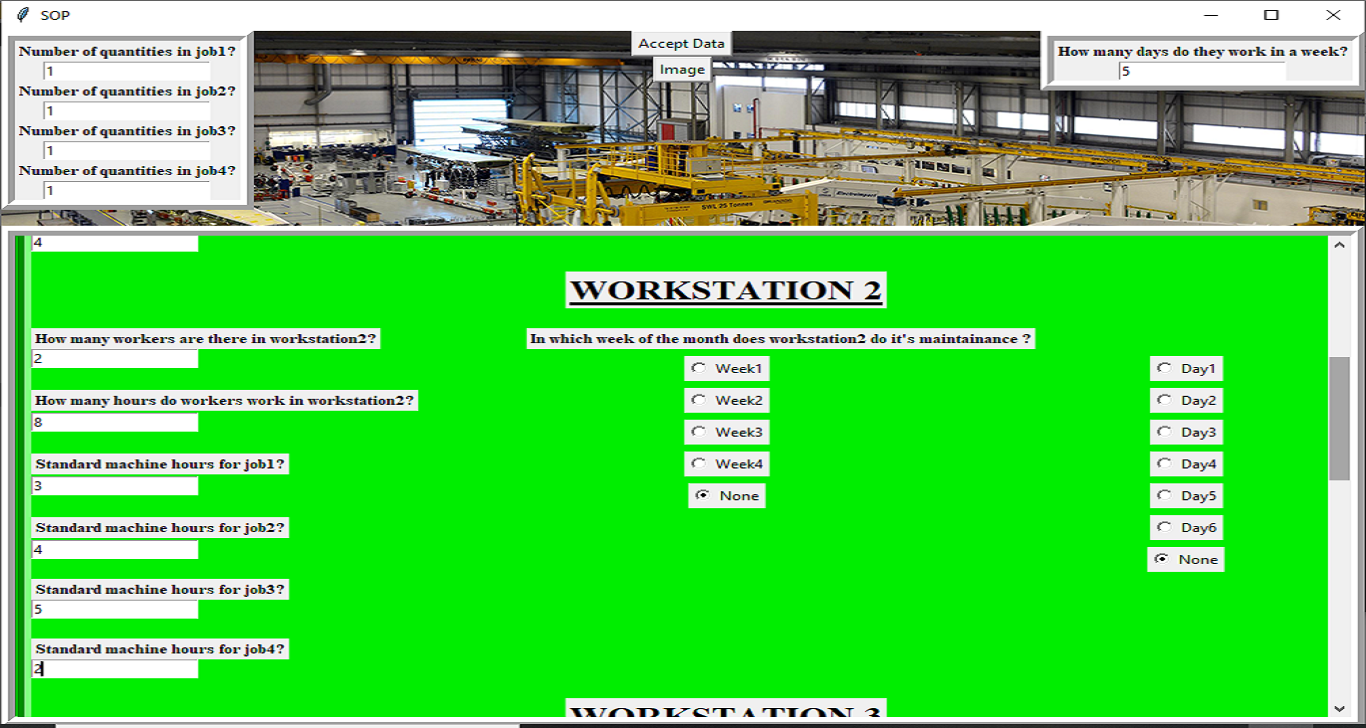 SOP
Number of quantities in job1?
1
Number of quantities in job2?
1
Number of quantities in job3?
1
Number of quantities in job4?
1
Accept Data
Image
How many days do they work in a week?
5
Electroimpact
SWL 25 Tonnes
4
WORKSTATION 2
How many workers are there in workstation2?
2
How many hours do workers work in workstation2?
8
Standard machine hours for job1?
3
Standard machine hours for job2?
4
Standard machine hours for job3?
5
Standard machine hours for job4?
2
In which week of the month does workstation2 do it's maintainance ?
Week1
Week2
Week3
Week4
None
Day1
Day2
Day3
Day4
Day5
Day6
None
WORKSTATION 3